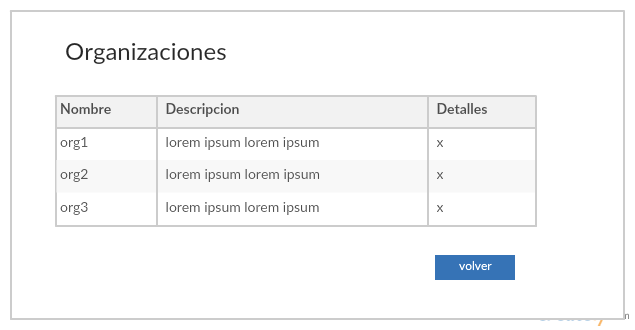 Organizaciones
Nombre Descripcion Detalles
org1 lorem ipsum lorem ipsum x
org2 lorem ipsum lorem ipsum x
org3 lorem ipsum lorem ipsum x
volver